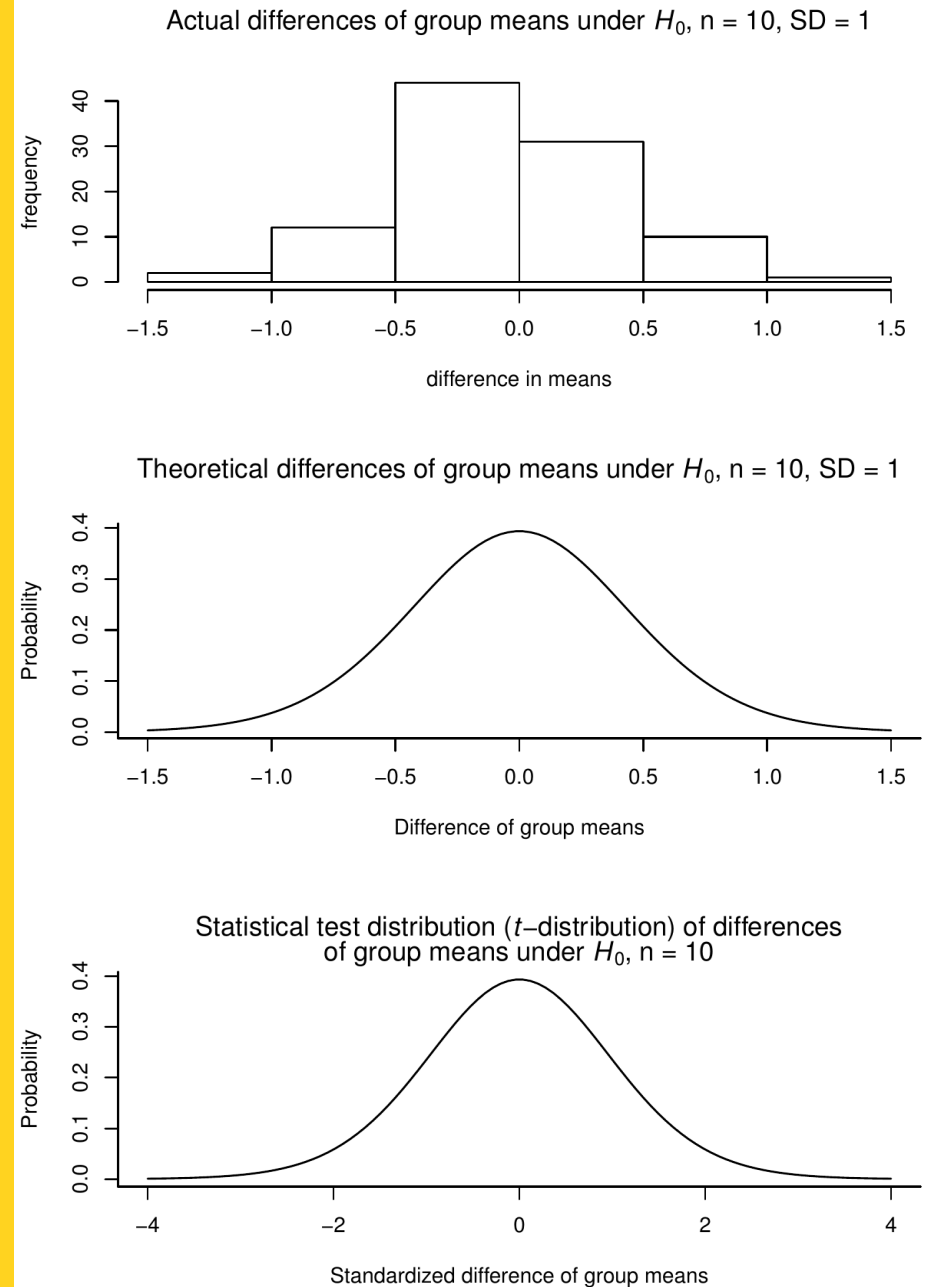 Actual differences of group means under H₀, n = 10, SD = 1
frequency
40
30
20
10
0
−1.5 −1.0 −0.5 0.0 0.5 1.0 1.5
difference in means
Theoretical differences of group means under H₀, n = 10, SD = 1
Probability
0.4
0.3
0.2
0.1
0.0
−1.5 −1.0 −0.5 0.0 0.5 1.0 1.5
Difference of group means
Statistical test distribution (t−distribution) of differences
of group means under H₀, n = 10
Probability
0.4
0.3
0.2
0.1
0.0
−4 −2 0 2 4
Standardized difference of group means